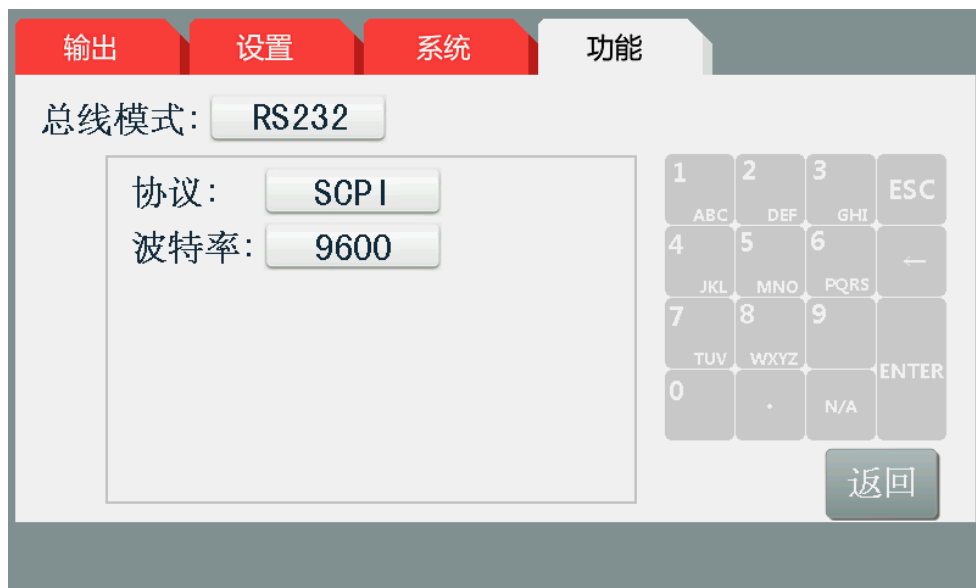 输出 设置 系统 功能
总线模式: RS232
协议: SCPI
波特率: 9600
1 ABC 2 DEF 3 GHI ESC
4 JKL 5 MNO 6 PQRS ←
7 TUV 8 WXYZ 9 ENTER
0 . N/A
返回